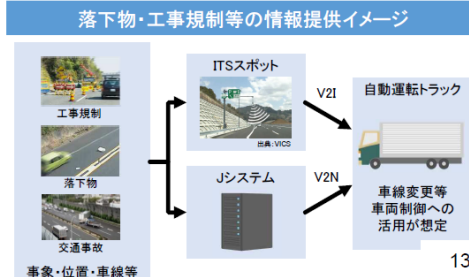 落下物・工事規制等の情報提供イメージ
工事規制
落下物
交通事故
事象・位置・車線等
ITSスポット
出典:VICS
Jシステム
V2I
V2N
自動運転トラック
車線変更等
車両制御への
活用が想定
13